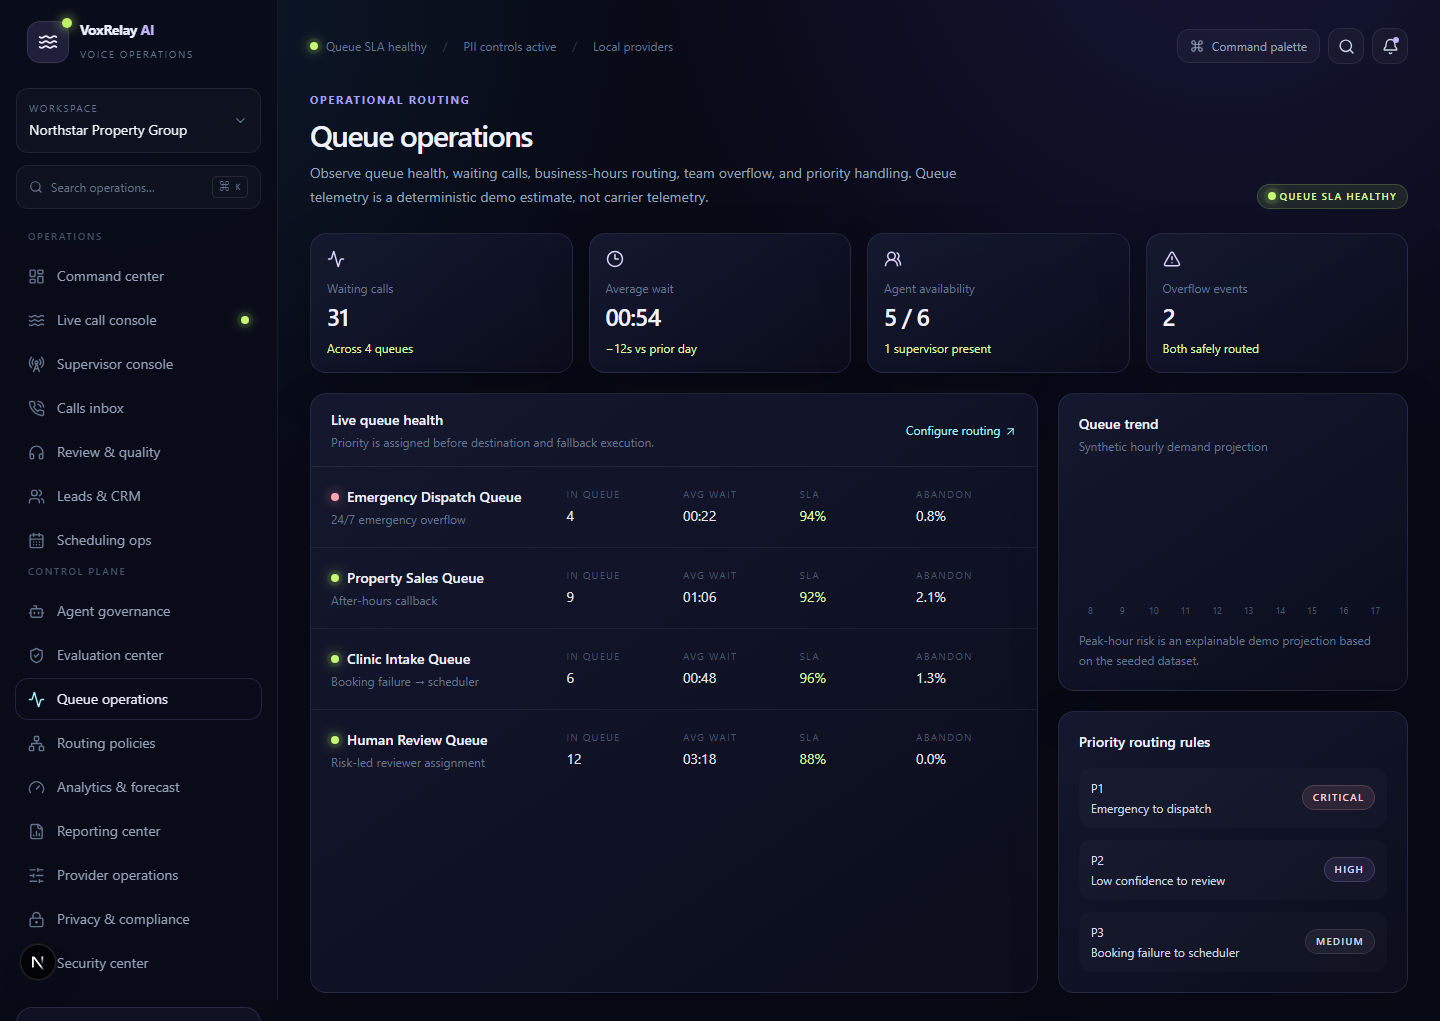 VoxRelay AI
VOICE OPERATIONS
WORKSPACE
Northstar Property Group
Search operations...
⌘ K
OPERATIONS
Command center
Live call console
Supervisor console
Calls inbox
Review & quality
Leads & CRM
Scheduling ops
CONTROL PLANE
Agent governance
Evaluation center
Queue operations
Routing policies
Analytics & forecast
Reporting center
Provider operations
Privacy & compliance
N
Security center
Queue SLA healthy / PII controls active / Local providers
⌘ Command palette
OPERATIONAL ROUTING
Queue operations
Observe queue health, waiting calls, business-hours routing, team overflow, and priority handling. Queue
telemetry is a deterministic demo estimate, not carrier telemetry.
QUEUE SLA HEALTHY
Waiting calls
31
Across 4 queues
Average wait
00:54
−12s vs prior day
Agent availability
5 / 6
1 supervisor present
Overflow events
2
Both safely routed
Live queue health
Priority is assigned before destination and fallback execution.
Configure routing ↗
Emergency Dispatch Queue
24/7 emergency overflow
IN QUEUE AVG WAIT SLA ABANDON
4 00:22 94% 0.8%
Property Sales Queue
After-hours callback
IN QUEUE AVG WAIT SLA ABANDON
9 01:06 92% 2.1%
Clinic Intake Queue
Booking failure → scheduler
IN QUEUE AVG WAIT SLA ABANDON
6 00:48 96% 1.3%
Human Review Queue
Risk-led reviewer assignment
IN QUEUE AVG WAIT SLA ABANDON
12 03:18 88% 0.0%
Queue trend
Synthetic hourly demand projection
8 9 10 11 12 13 14 15 16 17
Peak-hour risk is an explainable demo projection based
on the seeded dataset.
Priority routing rules
P1
Emergency to dispatch
CRITICAL
P2
Low confidence to review
HIGH
P3
Booking failure to scheduler
MEDIUM